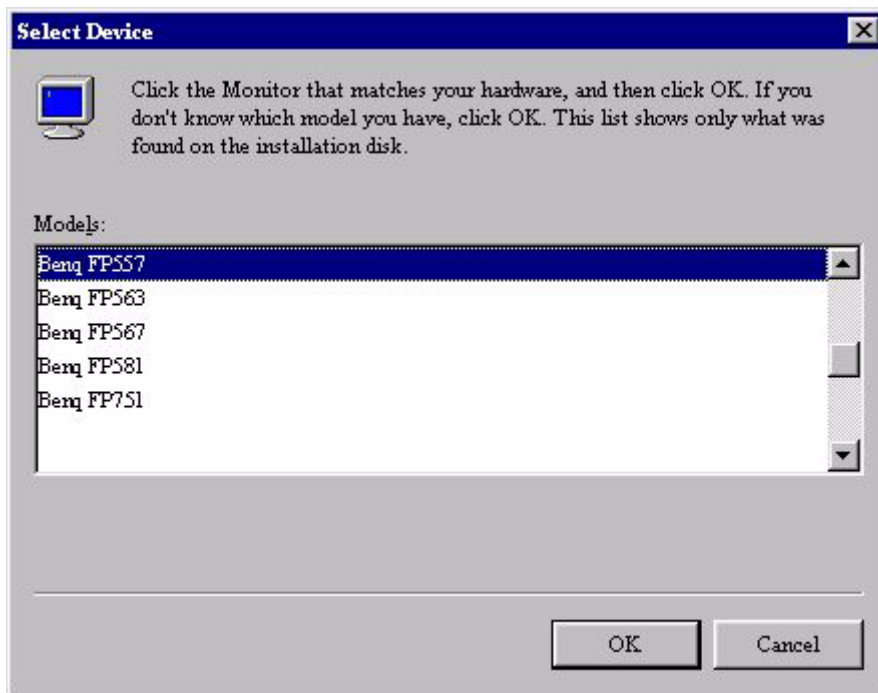 Select Device
Click the Monitor that matches your hardware, and then click OK. If you
don't know which model you have, click OK. This list shows only what was
found on the installation disk.
Models:
Benq FP557
Benq FP563
Benq FP567
Benq FP581
Benq FP751
OK
Cancel